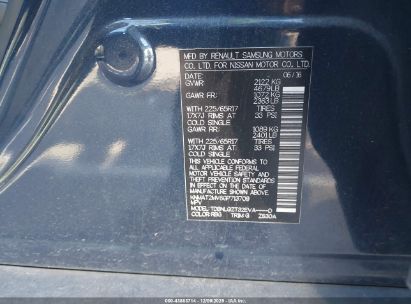 MFD BY RENAULT SAMSUNG MOTORS
CO., LTD. FOR NISSAN MOTOR CO., LTD.
06/16
GVWR: 2122 KG
4679LB
GAWR FR: 1072 KG
2363LB
WITH 225/65R17 TIRES
17X7J RIMS AT 33 PSI
COLD SINGLE
GAWR RR: 1089 KG
2401LB
WITH 225/65R17 TIRES
17X7J RIMS AT 33 PSI
COLD SINGLE
THIS VEHICLE CONFORMS TO ALL
APPLICABLE FEDERAL MOTOR
VEHICLE SAFETY AND THEFT
PREVENTION STANDARDS IN EFFECT
ON THE DATE OF MANUFACTURE
SHOWN ABOVE.
MPV
MODEL:
COLOR:RBG TRIM:G